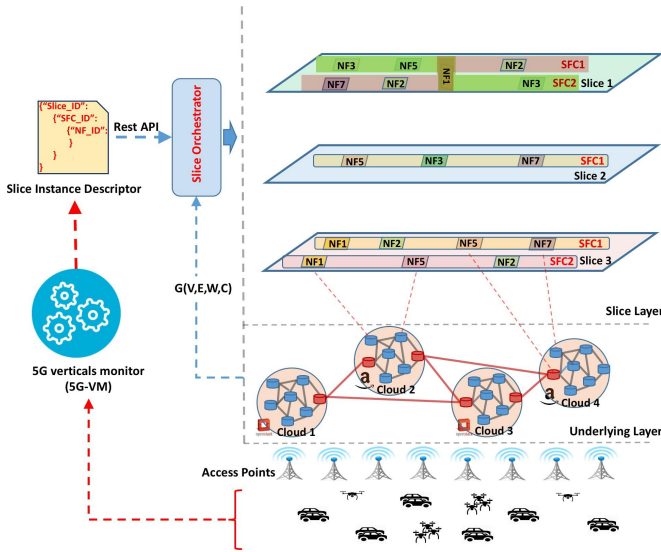 NF3 NF5 NF2 SFC1
NF1
NF7 NF2 NF3 SFC2 Slice 1
{“Slice_ID”:
{“SFC_ID”:
{“NF_ID”:
}
}
}
Rest API
Slice Orchestrator
Slice Instance Descriptor
NF5 NF3 NF7 SFC1
Slice 2
NF1 NF2 NF5 NF7 SFC1
NF1 NF5 NF2 SFC2 Slice 3
G(V,E,W,C)
Slice Layer
5G verticals monitor
(5G-VM)
a
Cloud 2
a
Cloud 4
Cloud 1
Cloud 3
Underlying Layer
Access Points